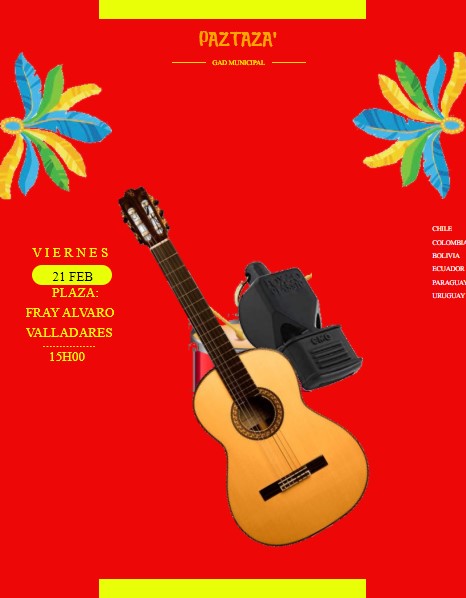 PAZTAZA'
GAD MUNICIPAL
VIERNES
21 FEB
PLAZA:
FRAY ALVARO
VALLADARES
15H00
CHILE
COLOMBIA
BOLIVIA
ECUADOR
PARAGUAY
URUGUAY